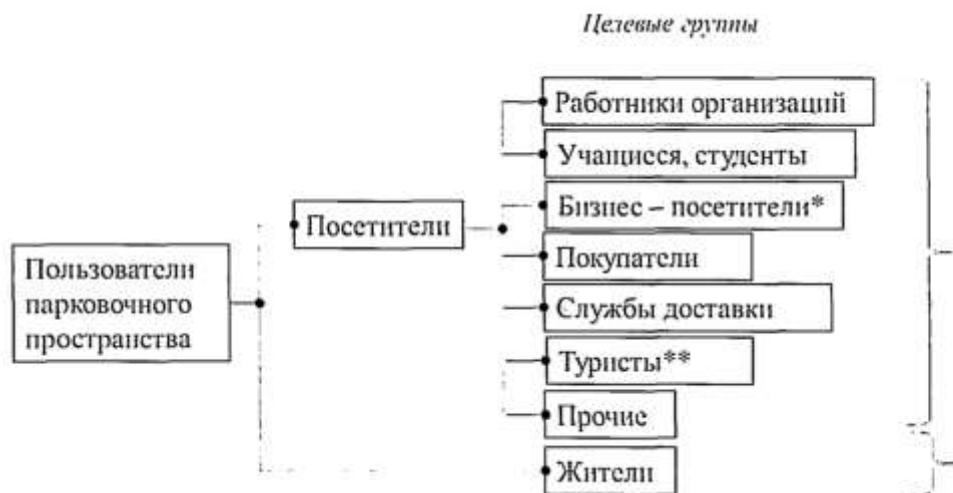 Целевые группы
Работники организаций
Учащиеся, студенты
Бизнес – посетители*
Посетители
Покупатели
Пользователи
парковочного
пространства
Службы доставки
Туристы**
Прочие
Жители